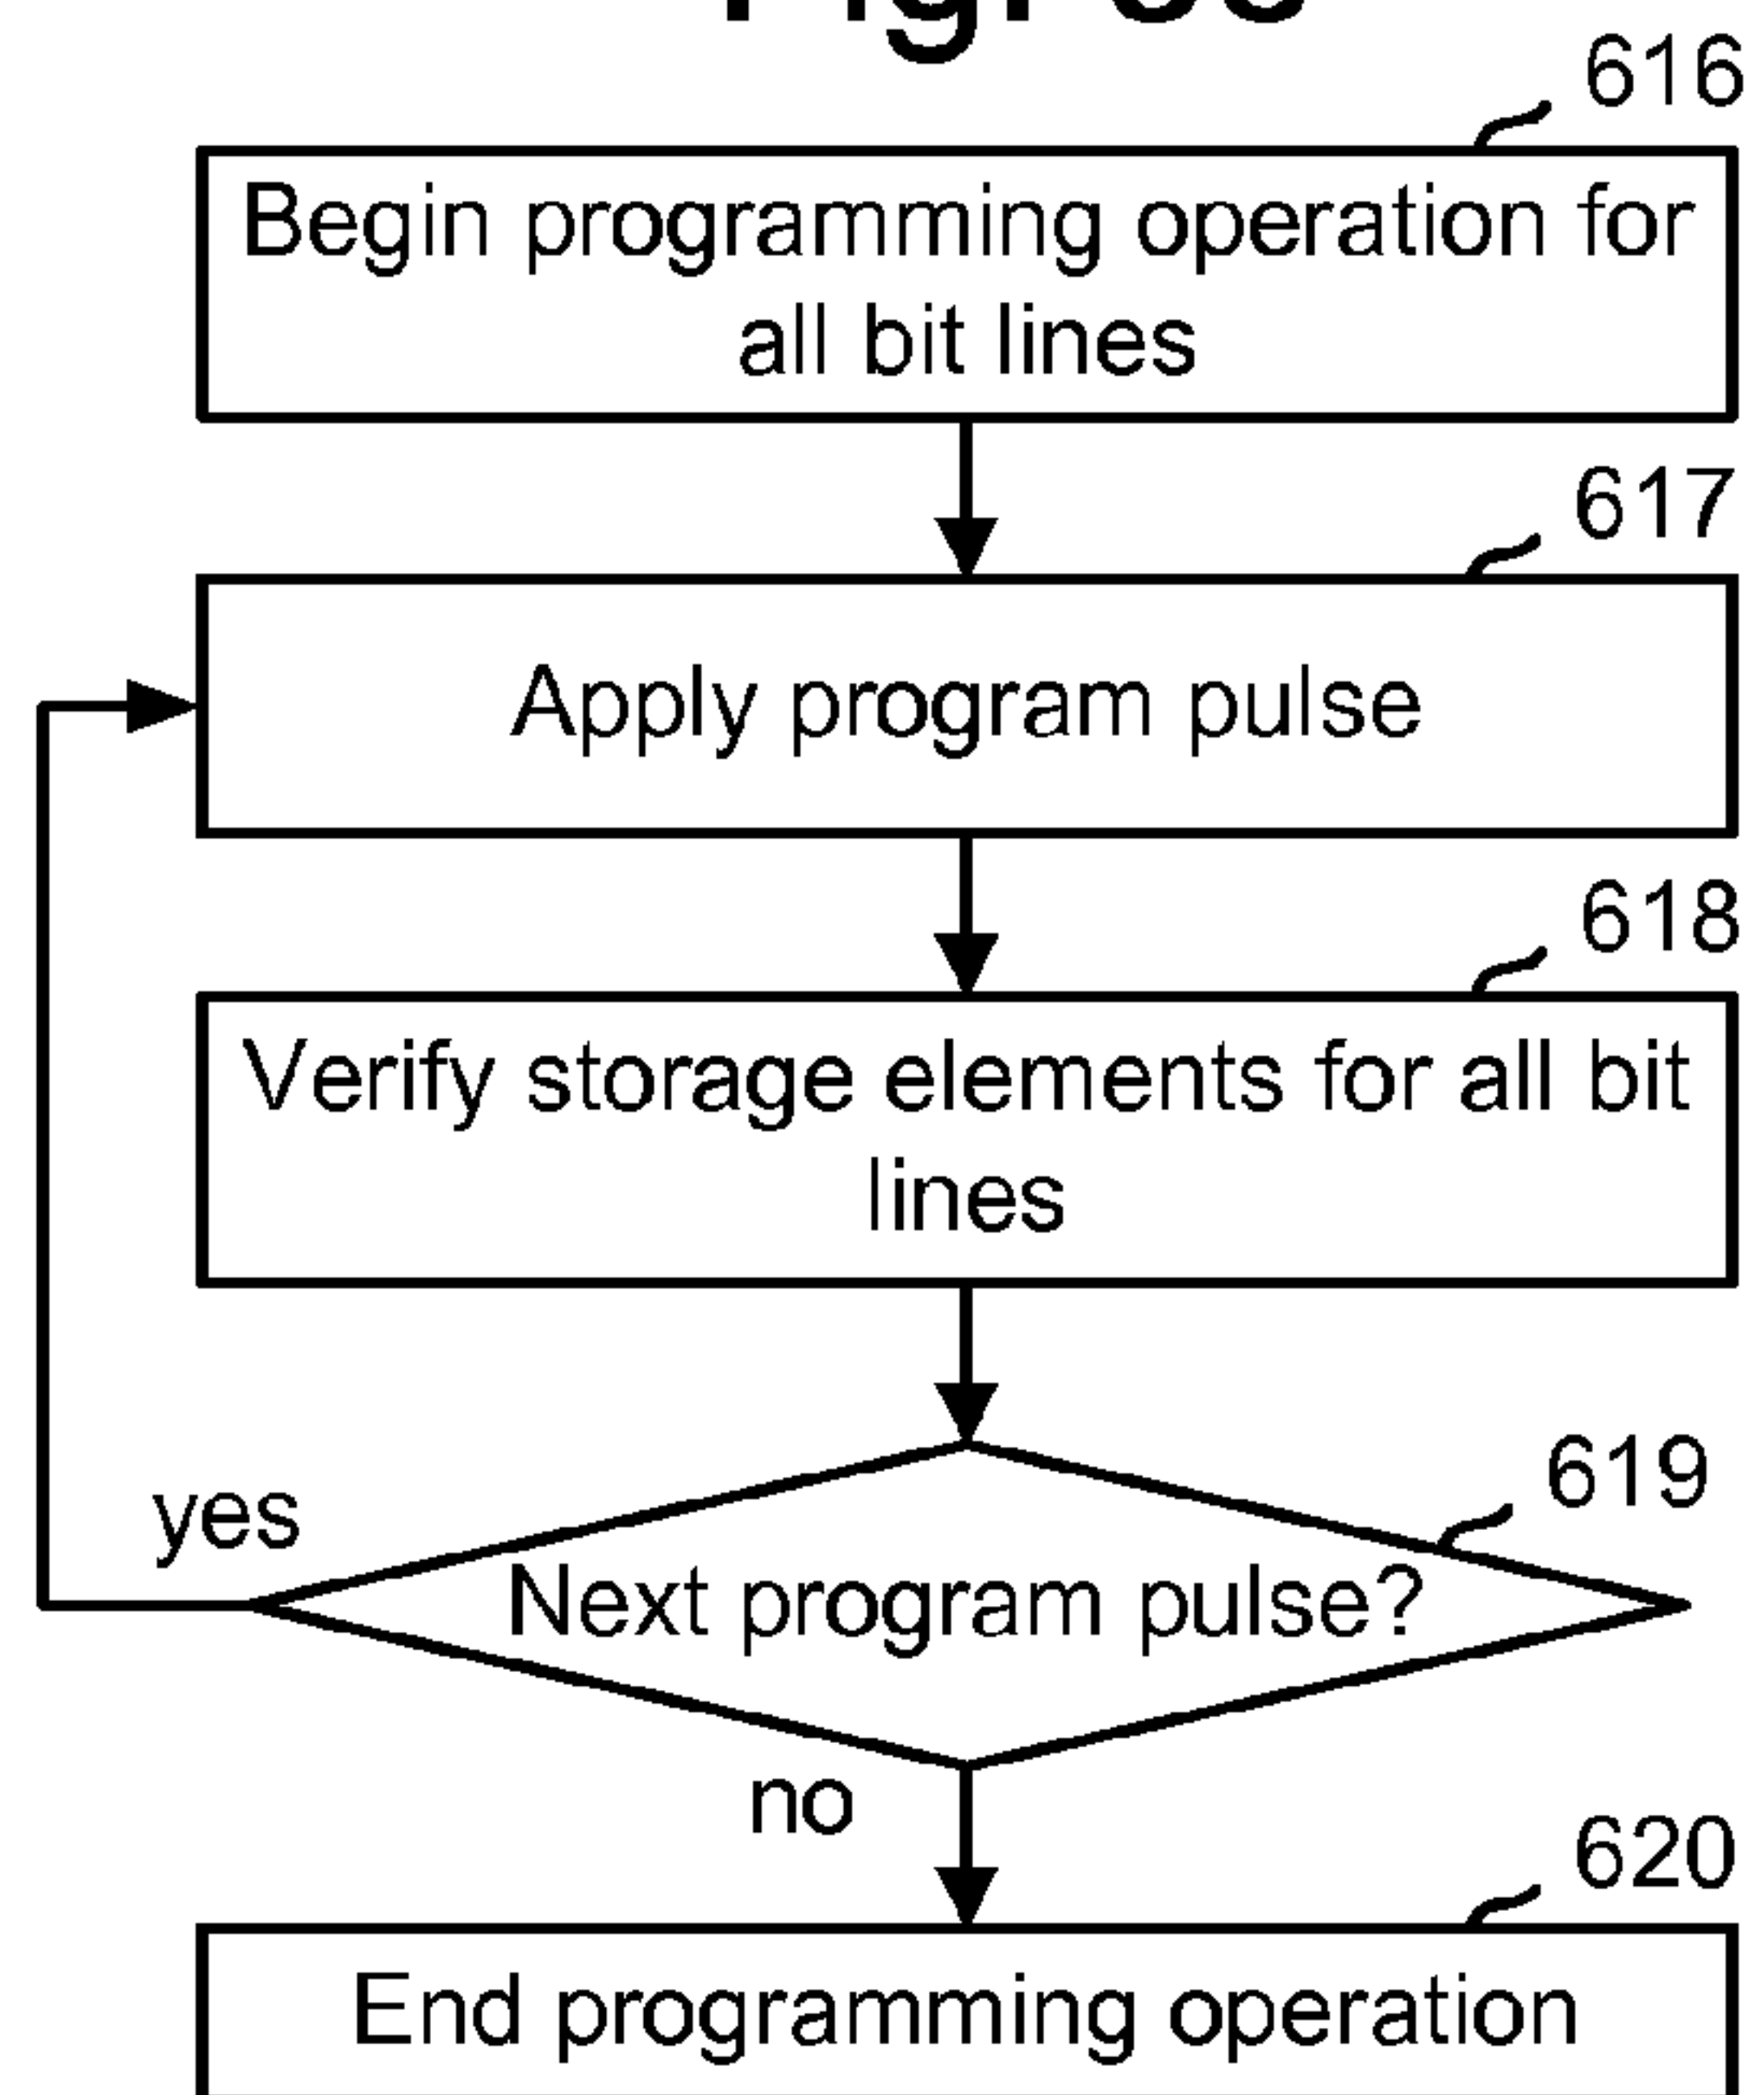 616
Begin programming operation for
all bit lines
617
Apply program pulse
618
Verify storage elements for all bit
lines
619
yes
Next program pulse?
no
620
End programming operation